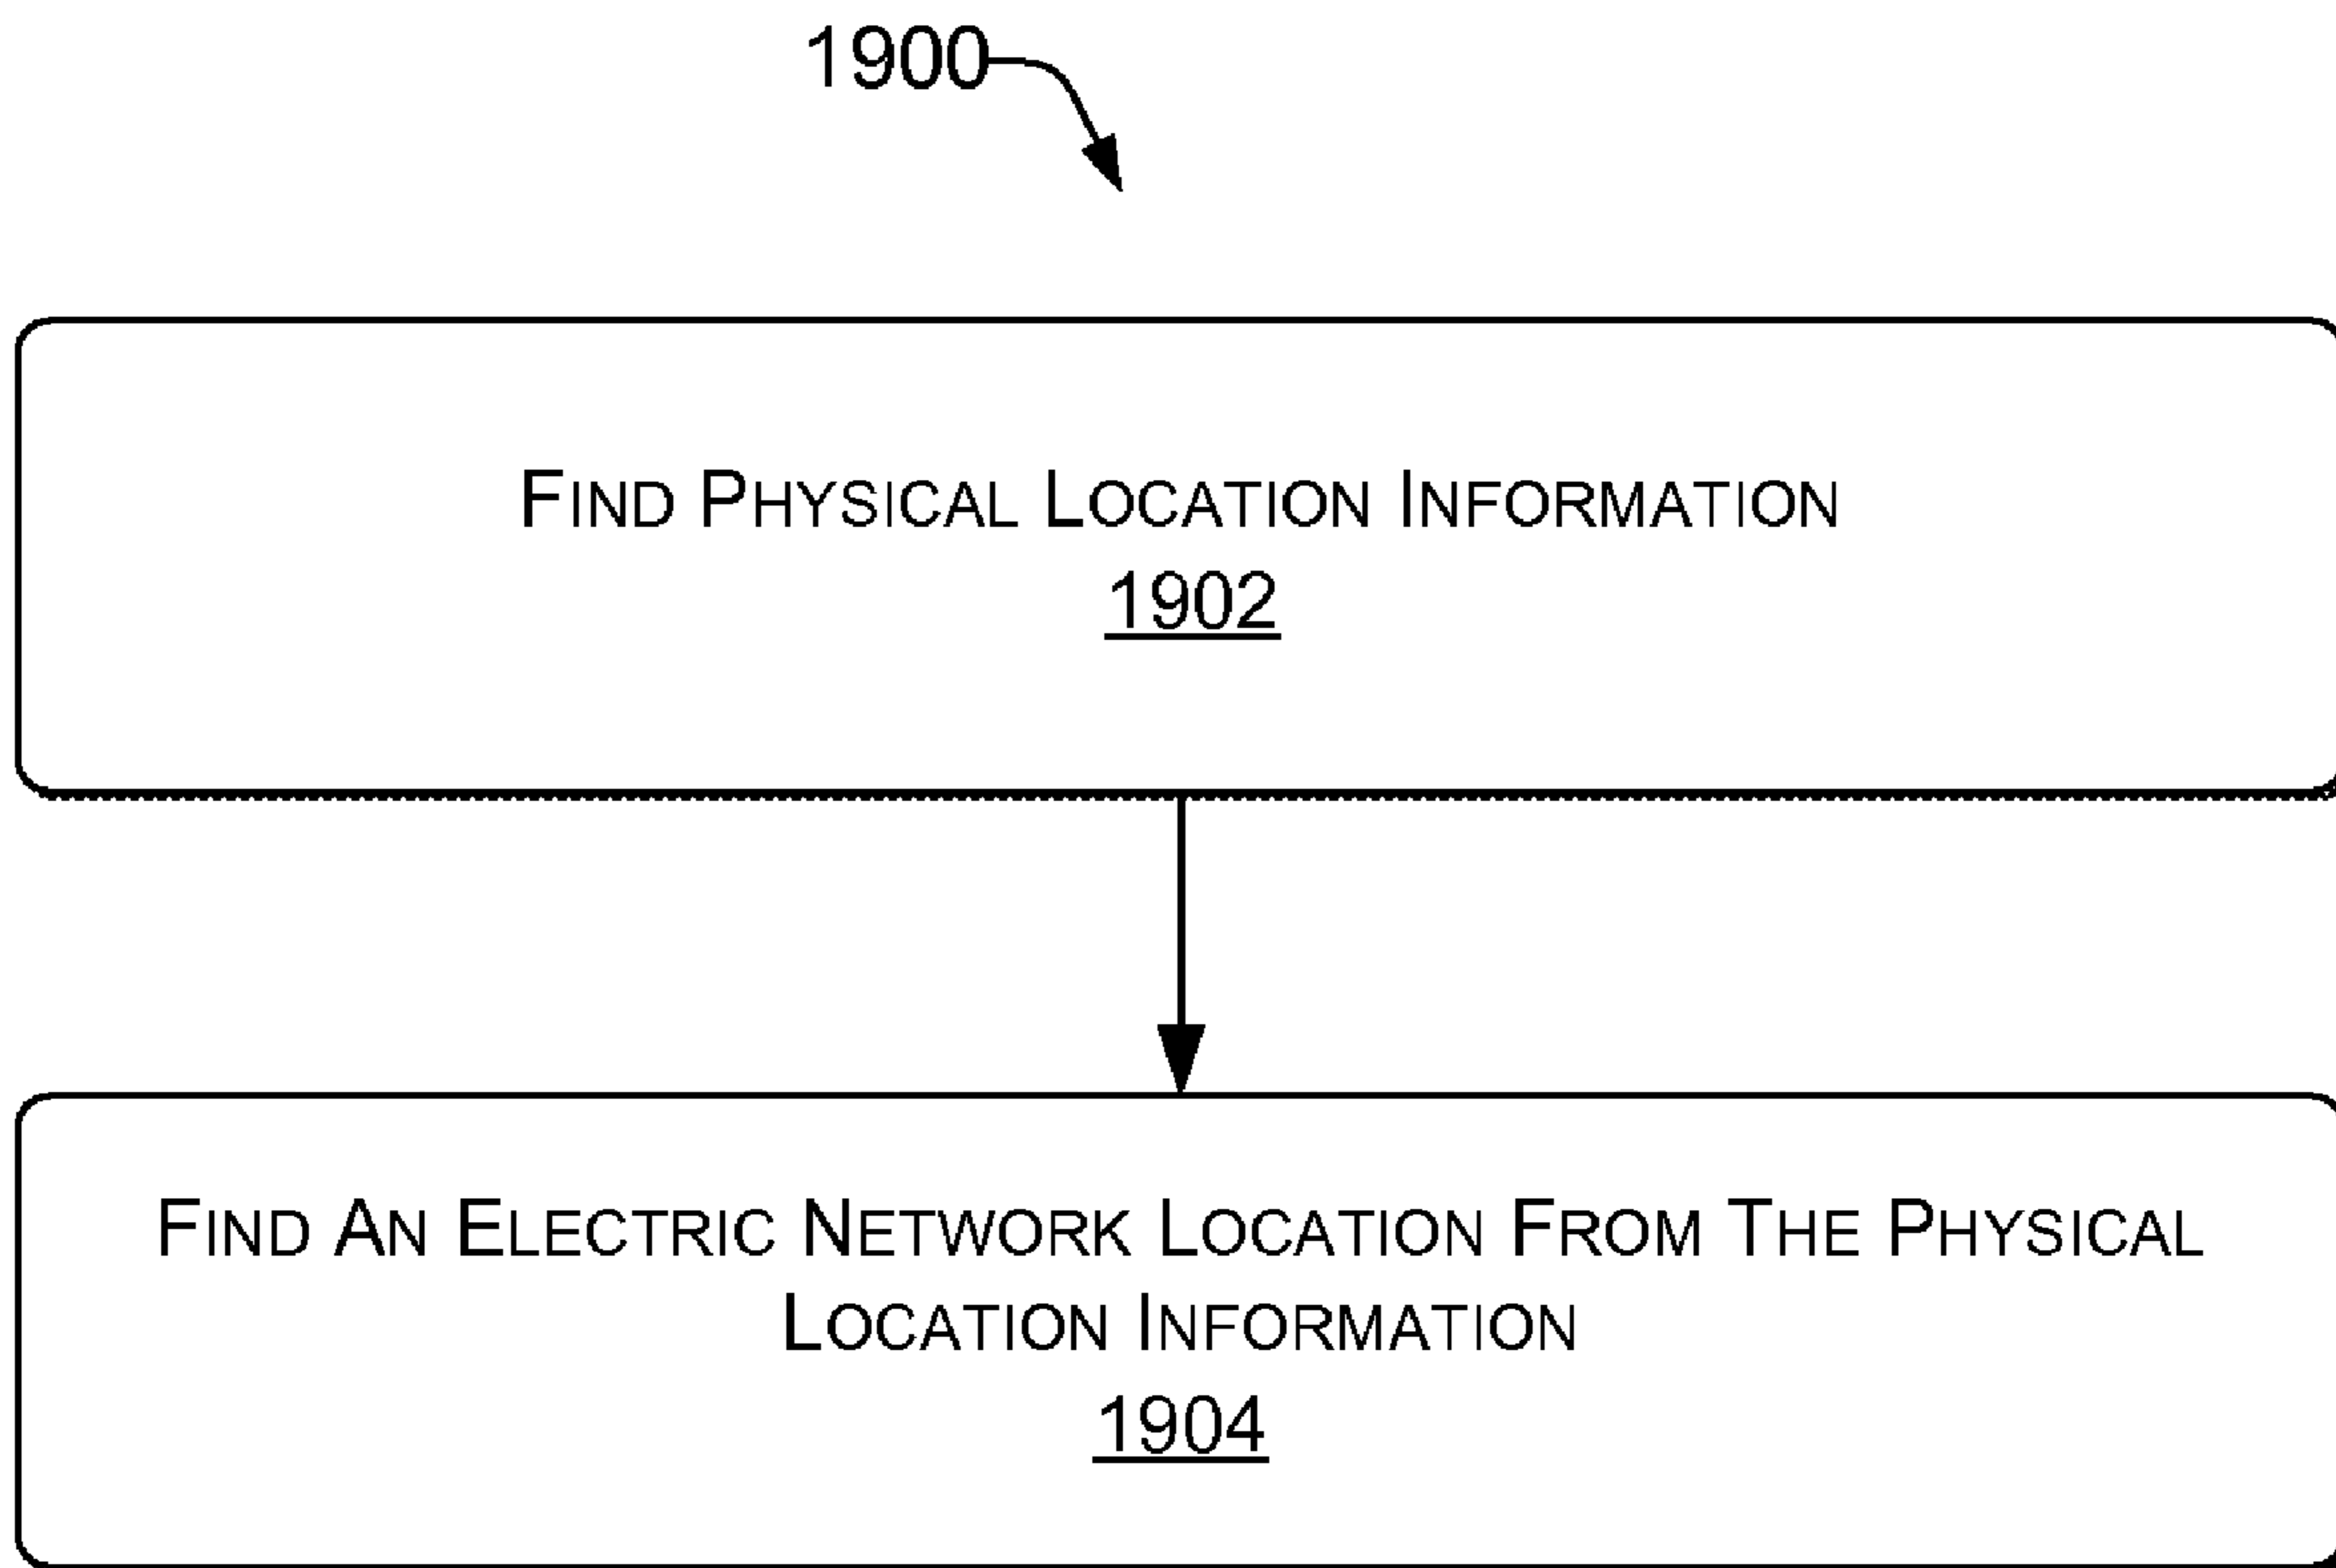 1900
FIND PHYSICAL LOCATION INFORMATION
1902
FIND AN ELECTRIC NETWORK LOCATION FROM THE PHYSICAL
LOCATION INFORMATION
1904